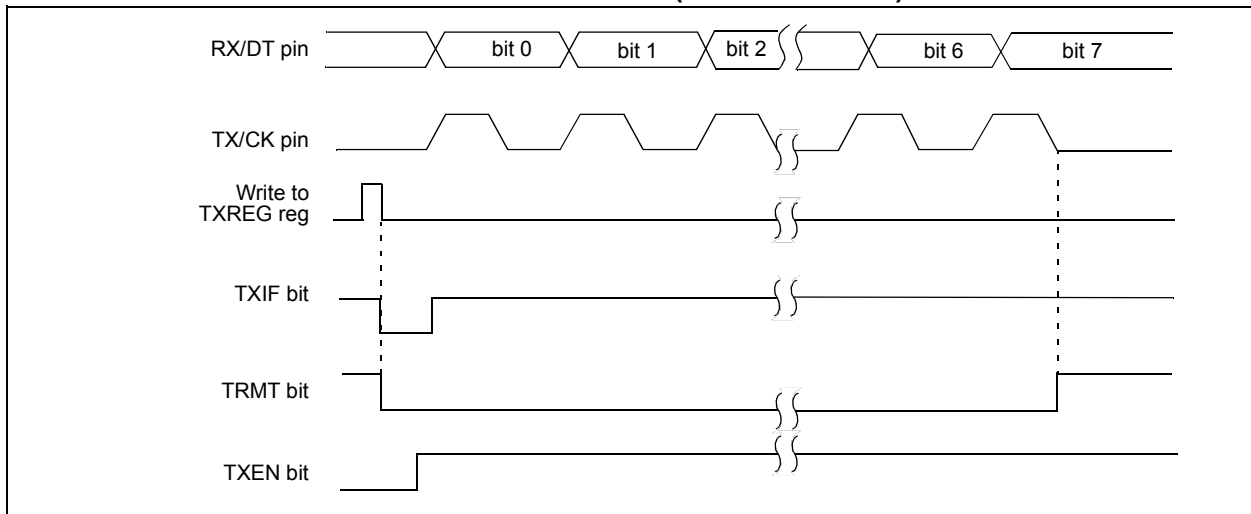 RX/DT pin
bit 0
bit 1
bit 2
bit 6
bit 7
TX/CK pin
Write to
TXREG reg
TXIF bit
TRMT bit
TXEN bit